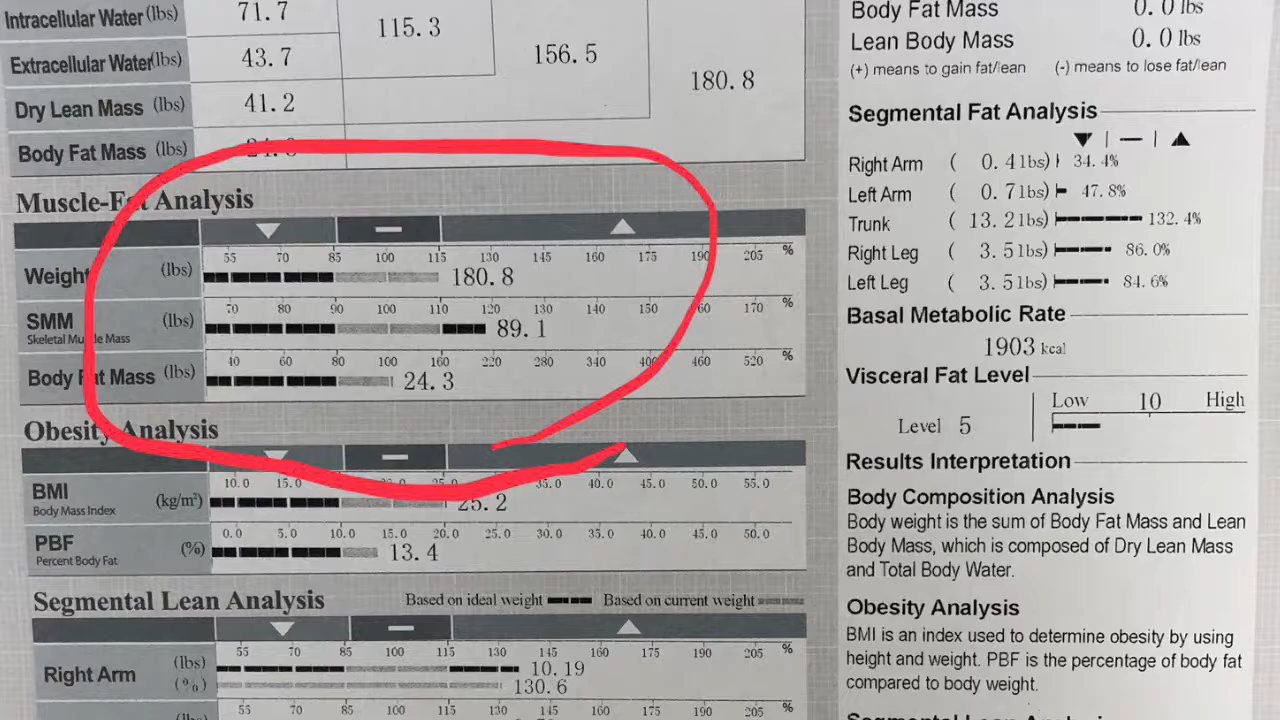 Intracellular Water (lbs) 71.7
115.3
Extracellular Water (lbs) 43.7
156.5
180.8
Dry Lean Mass (lbs) 41.2
Body Fat Mass (lbs)
Muscle-Fat Analysis
55 70 85 100 115 130 145 160 175 190 205 %
Weight (lbs) 180.8
70 80 90 100 110 120 130 140 150 160 170 %
SMM (lbs) 89.1
Skeletal Muscle Mass
40 60 80 100 160 220 280 340 400 460 520 %
Body Fat Mass (lbs) 24.3
Obesity Analysis
10.0 15.0 25.0 35.0 40.0 45.0 50.0 55.0
BMI (kg/m²) 25.2
Body Mass Index
0.0 5.0 10.0 15.0 20.0 25.0 30.0 35.0 40.0 45.0 50.0
PBF (%) 13.4
Percent Body Fat
Segmental Lean Analysis Based on ideal weight Based on current weight
55 70 85 100 115 130 145 160 175 190 205 %
Right Arm (lbs) 10.19
(%) 130.6
55 70 85 100 115 130 145 160 175 190 205 %
Body Fat Mass 0.0 lbs
Lean Body Mass 0.0 lbs
(+) means to gain fat/lean (-) means to lose fat/lean
Segmental Fat Analysis
Right Arm ( 0.4lbs) 34.4%
Left Arm ( 0.7lbs) 47.8%
Trunk ( 13.2lbs) 132.4%
Right Leg ( 3.5lbs) 86.0%
Left Leg ( 3.5lbs) 84.6%
Basal Metabolic Rate
1903 kcal
Visceral Fat Level
Low 10 High
Level 5
Results Interpretation
Body Composition Analysis
Body weight is the sum of Body Fat Mass and Lean
Body Mass, which is composed of Dry Lean Mass
and Total Body Water.
Obesity Analysis
BMI is an index used to determine obesity by using
height and weight. PBF is the percentage of body fat
compared to body weight.
Segmental Lean Analysis